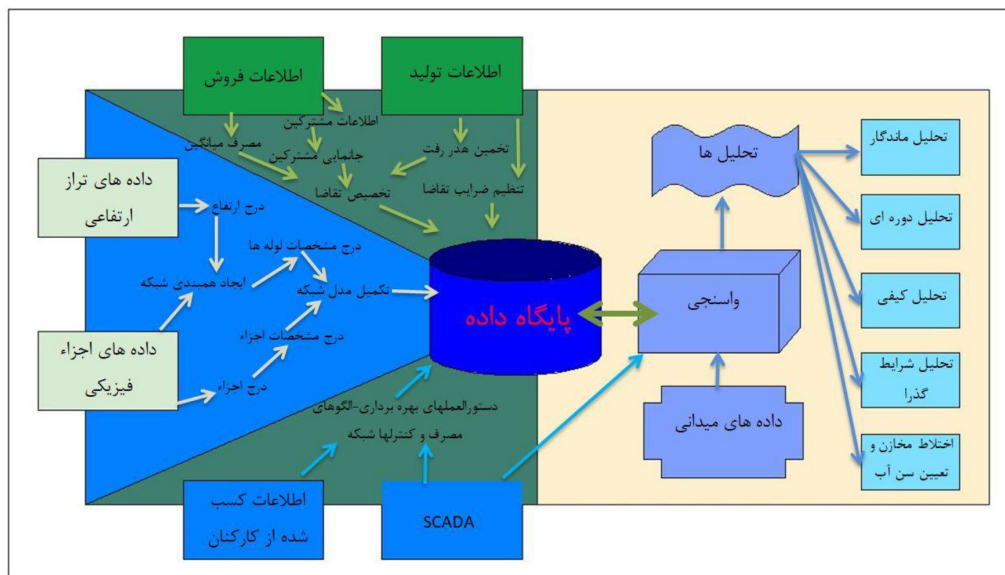 اطلاعات تولید
اطلاعات فروش
اطلاعات مشترکین
مصرف میانگین
جانمایی مشترکین
تخمین هدر رفت
تخصیص تقاضا
تنظیم ضرایب تقاضا
داده های تراز
ارتفاعی
درج ارتفاع
درج مشخصات لوله ها
ایجاد همبندی شبکه
تکمیل مدل شبکه
درج مشخصات اجزاء
داده های اجزاء
فیزیکی
درج اجزاء
پایگاه داده
دستورالعملهای بهره برداری-الگوهای
مصرف و کنترلها شبکه
اطلاعات کسب
شده از کارکنان
SCADA
واسنجی
داده های میدانی
تحلیل ها
تحلیل ماندگار
تحلیل دوره ای
تحلیل کیفی
تحلیل شرایط
گذرا
اختلاط مخازن و
تعیین سن آب